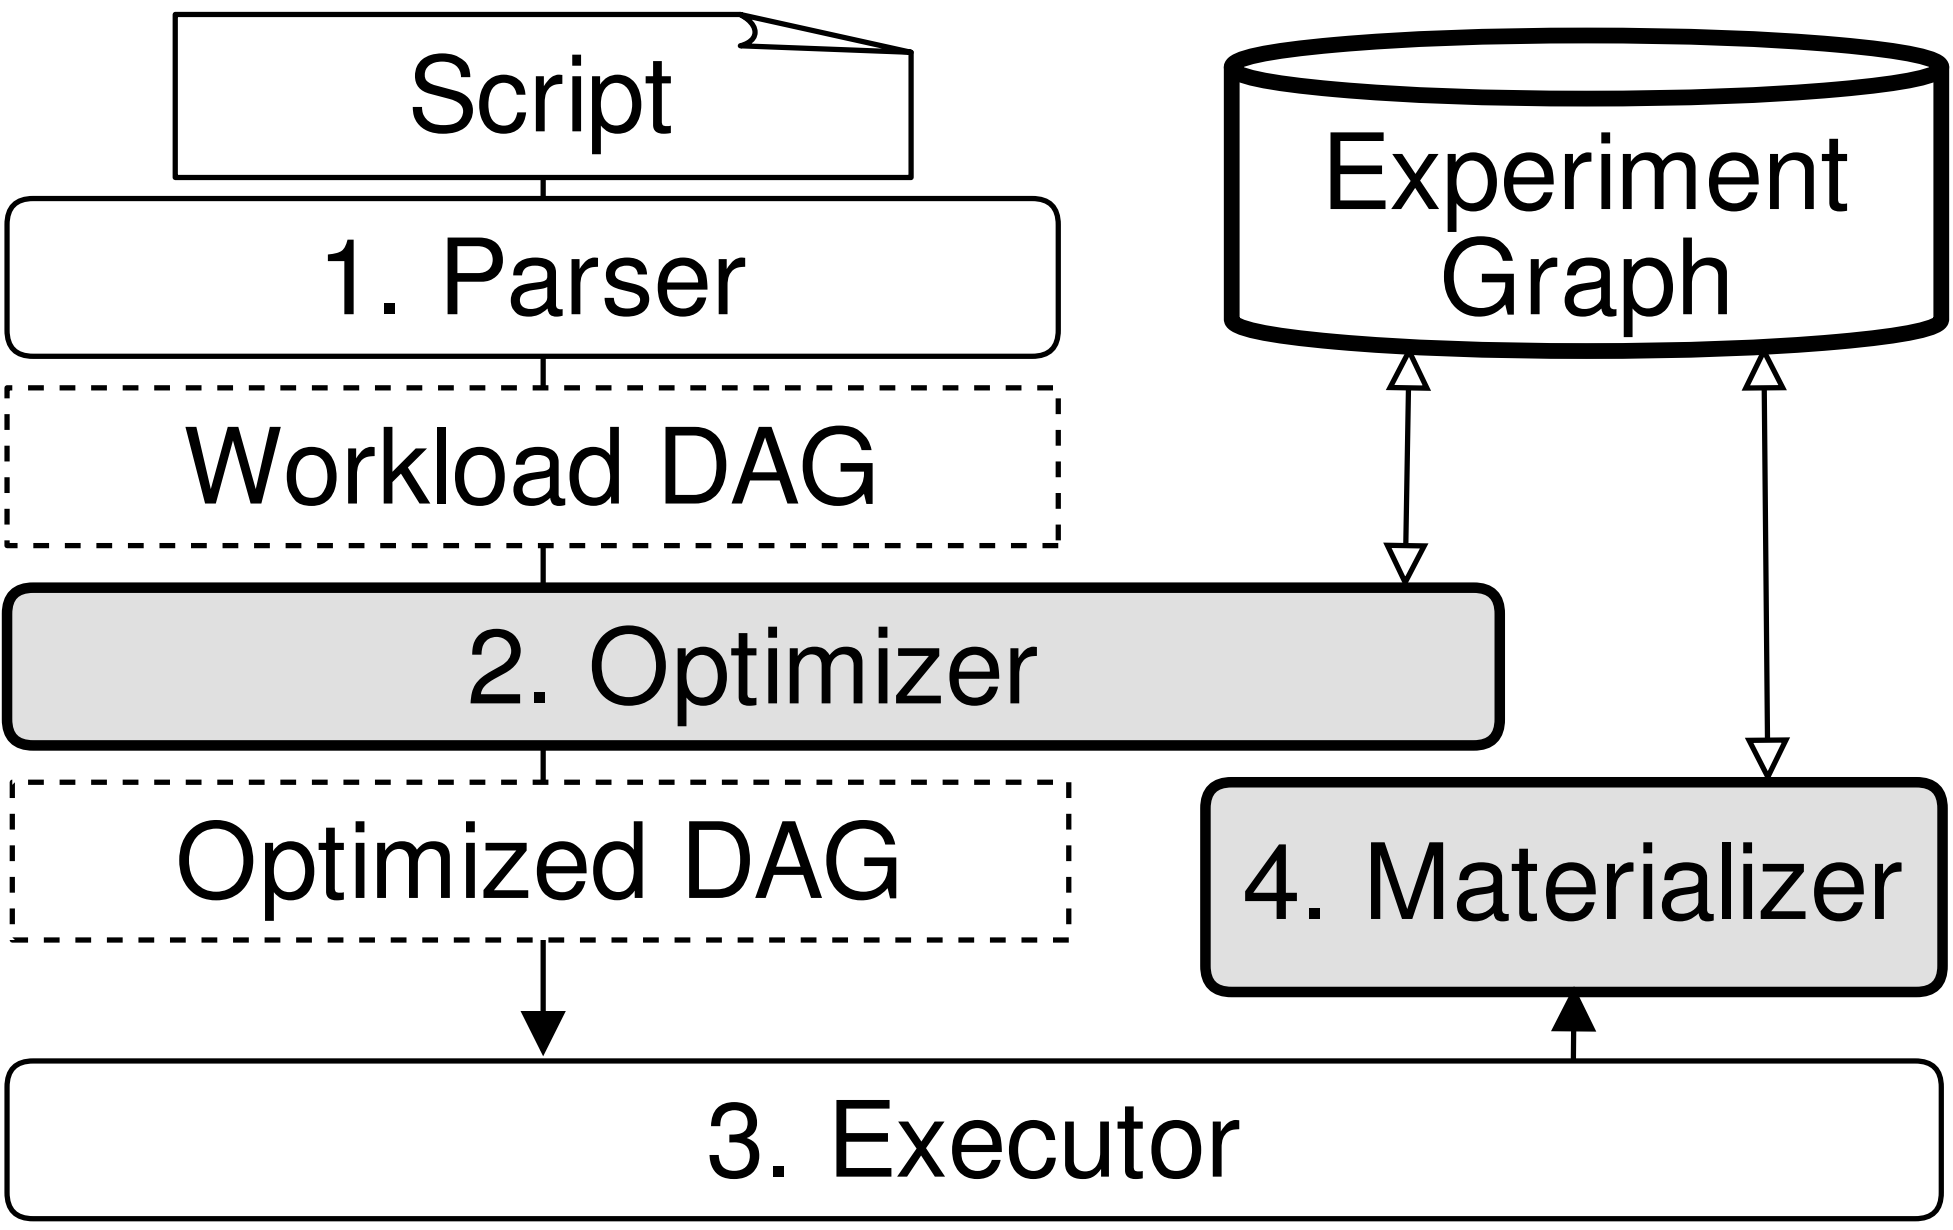 Script
1. Parser
Workload DAG
2. Optimizer
Optimized DAG
3. Executor
4. Materializer
Experiment
Graph